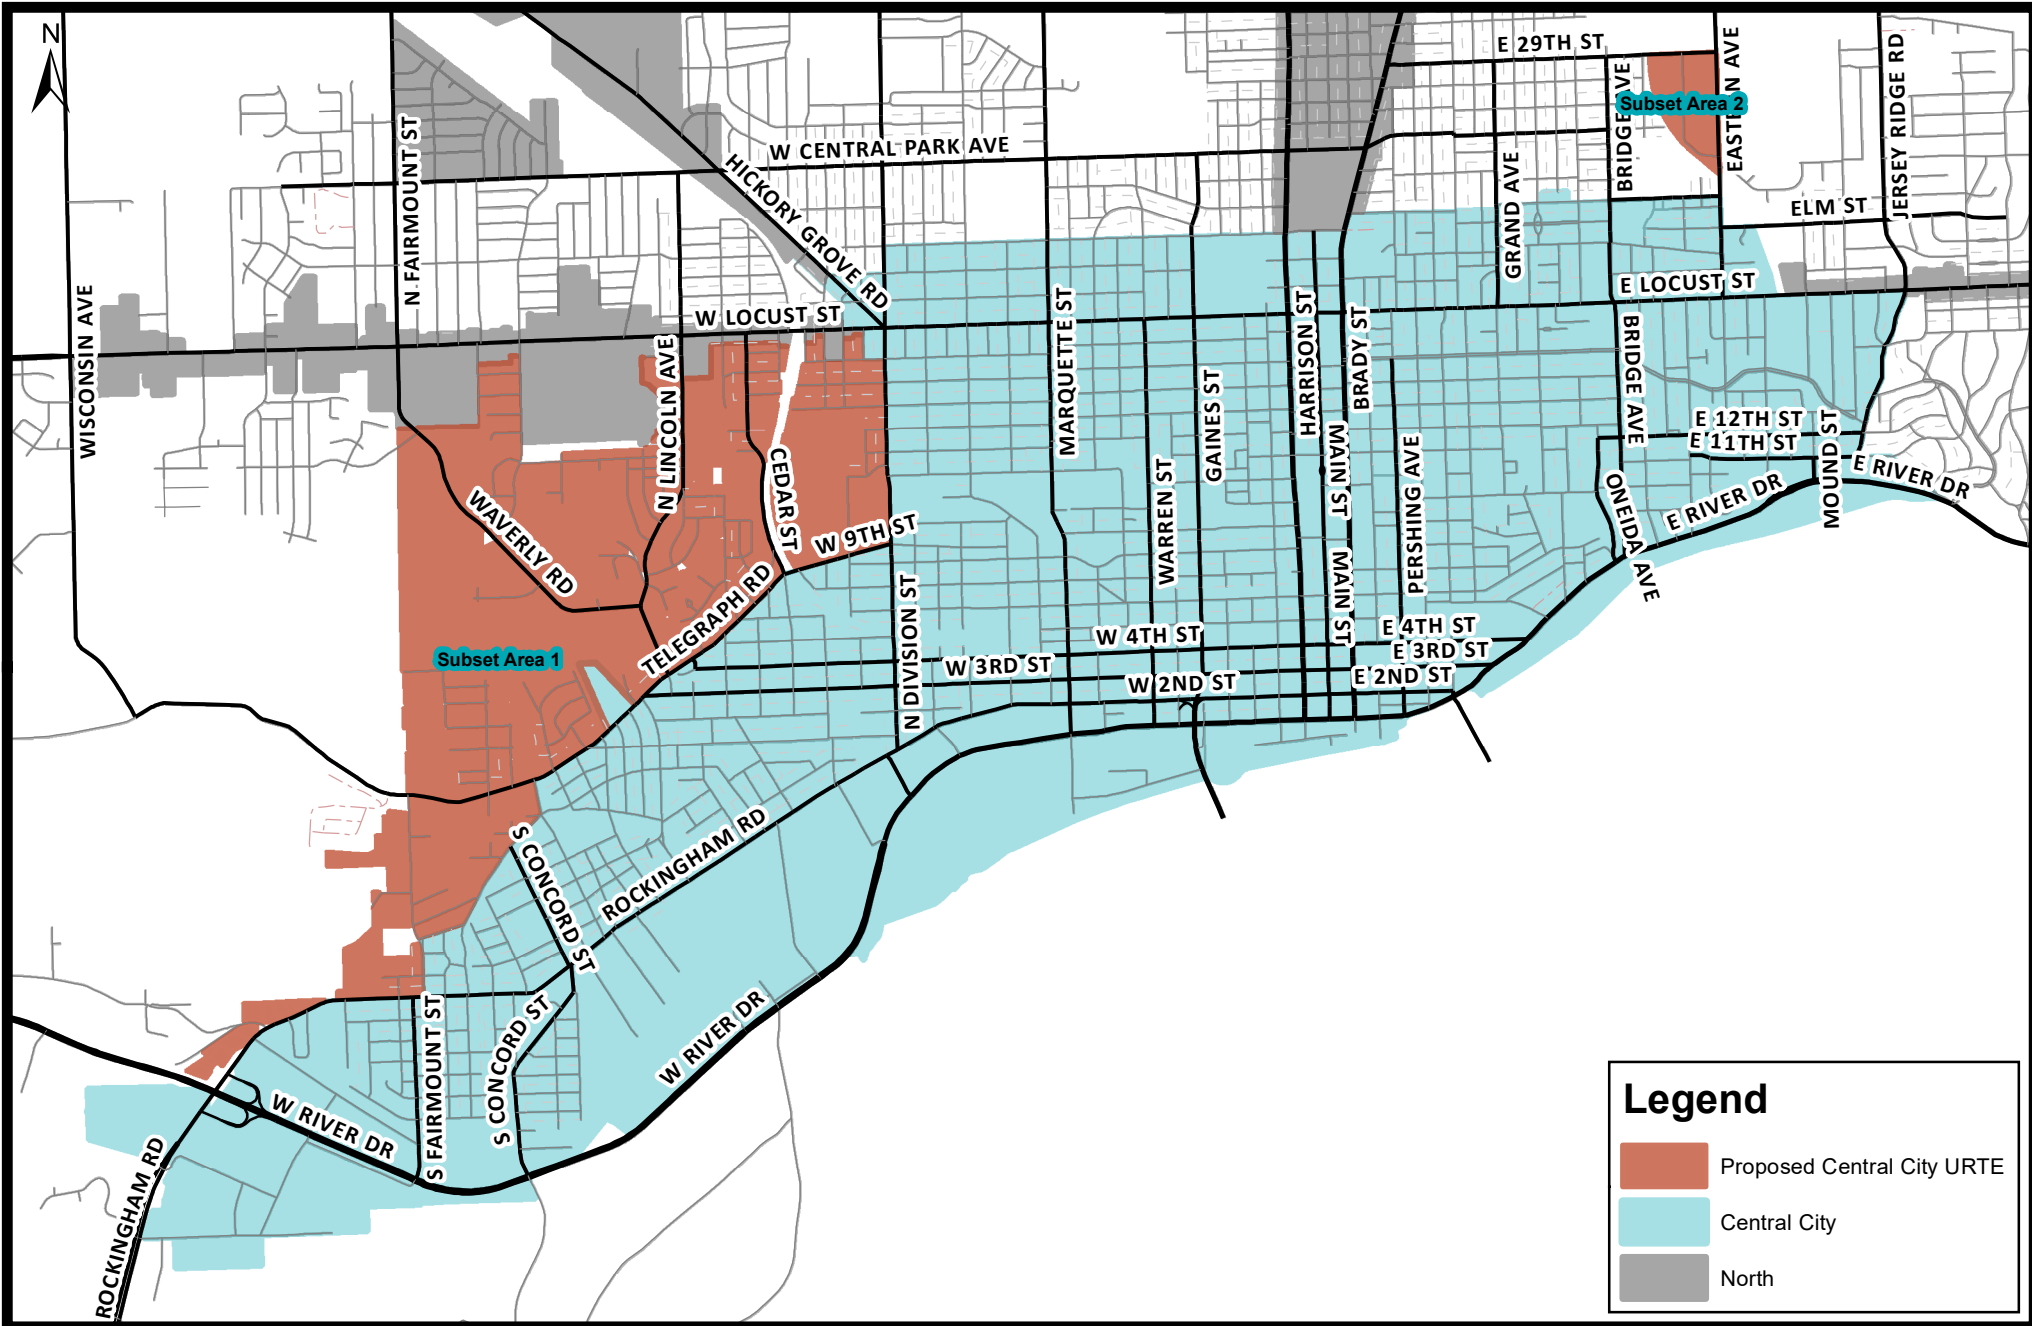 N
E 29TH ST
EASTERN AVE
JERSEY RIDGE RD
BRIDGE AVE
Subset Area 2
N FAIRMOUNT ST
W CENTRAL PARK AVE
HICKORY GROVE RD
GRAND AVE
ELM ST
WISCONSIN AVE
W LOCUST ST
E LOCUST ST
N LINCOLN AVE
MARQUETTE ST
HARRISON ST
BRADY ST
BRIDGE AVE
GAINES ST
E 12TH ST
E 11TH ST
MOUND ST
E RIVER DR
CEDAR ST
WARREN ST
MAIN ST
PERSHING AVE
ONEIDA AVE
E RIVER DR
WAVERLY RD
W 9TH ST
TELEGRAPH RD
N DIVISION ST
MAIN ST
W 4TH ST
E 4TH ST
Subset Area 1
W 3RD ST
E 3RD ST
W 2ND ST
E 2ND ST
S CONCORD ST
ROCKINGHAM RD
S FAIRMOUNT ST
S CONCORD ST
W RIVER DR
W RIVER DR
ROCKINGHAM RD
Legend
Proposed Central City URTE
Central City
North